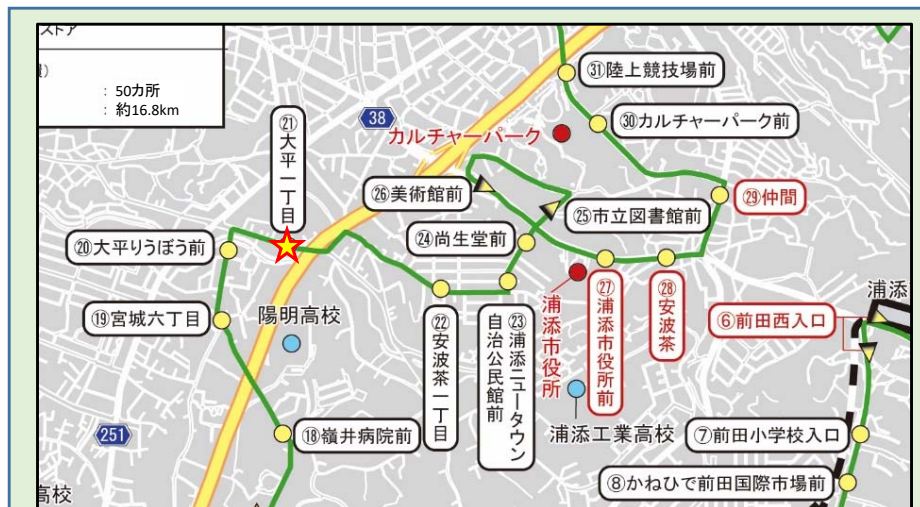 ストア
: 50カ所
: 約16.8km
㉛陸上競技場前
38
㉚カルチャーパーク前
カルチャーパーク
㉑大平一丁目
㉖美術館前
㉙仲間
㉕市立図書館前
⑳大平りうぼう前
㉔尚生堂前
浦添
⑲宮城六丁目
陽明高校
㉒安波茶一丁目
㉓浦添ニュータウン
自治公民館前
浦添市役所
㉗浦添市役所前
㉘安波茶
⑥前田西入口
251
⑱嶺井病院前
浦添工業高校
⑦前田小学校入口
⑧かねひで前田国際市場前
高校